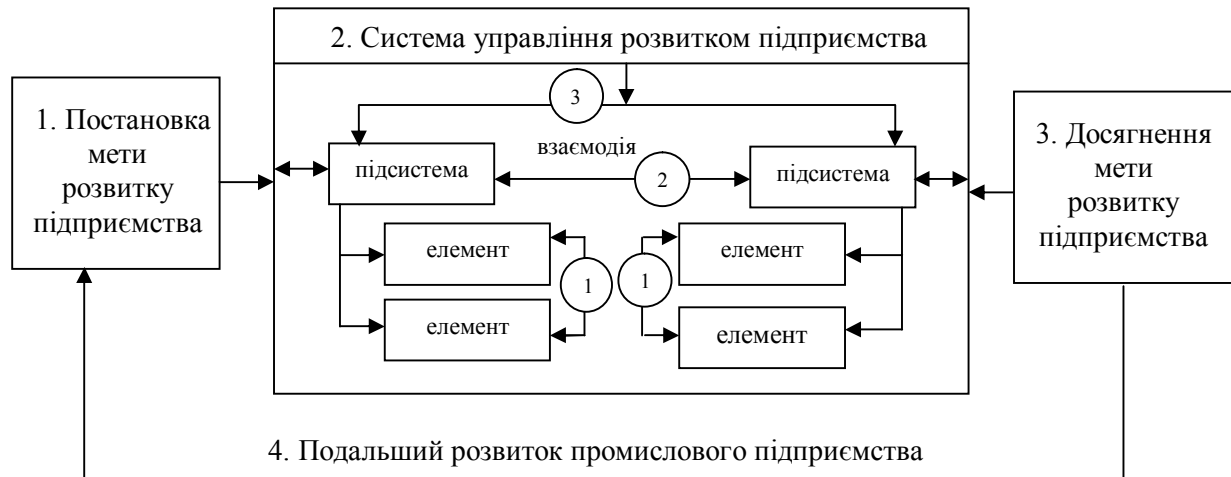 2. Система управління розвитком підприємства
1. Постановка
мети
розвитку
підприємства
3
взаємодія
підсистема
2
підсистема
елемент
елемент
1
1
елемент
елемент
3. Досягнення
мети
розвитку
підприємства
4. Подальший розвиток промислового підприємства